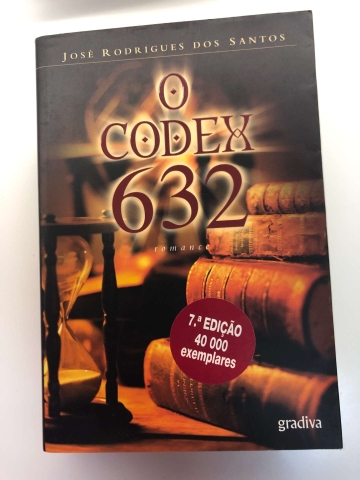 JOSÉ RODRIGUES DOS SANTOS
O
CODEX
632
romance
7.ª EDIÇÃO
40 000
exemplares
gradiva